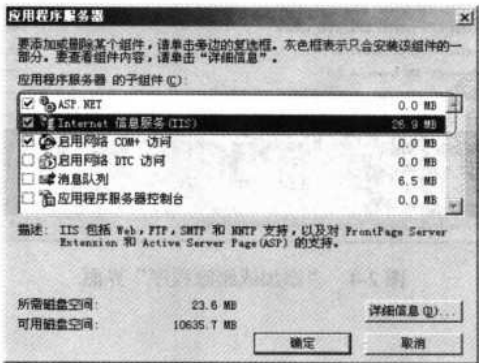 应用程序服务器
要添加或删除某个组件，请单击旁边的复选框。灰色框表示只会安装该组件的一
部分。要查看组件内容，请单击“详细信息”。
应用程序服务器 的子组件(C):
ASP.NET 0.0 MB
Internet 信息服务(IIS) 26.9 MB
启用网络 COM+ 访问 0.0 MB
启用网络 DTC 访问 0.0 MB
消息队列 6.5 MB
应用程序服务器控制台 0.0 MB
描述: IIS 包括 Web，FTP，SMTP 和 NNTP 支持，以及对 FrontPage Server
Extension 和 Active Server Page(ASP) 的支持。
所需磁盘空间: 23.6 MB
可用磁盘空间: 10635.7 MB
详细信息(D)...
确定
取消